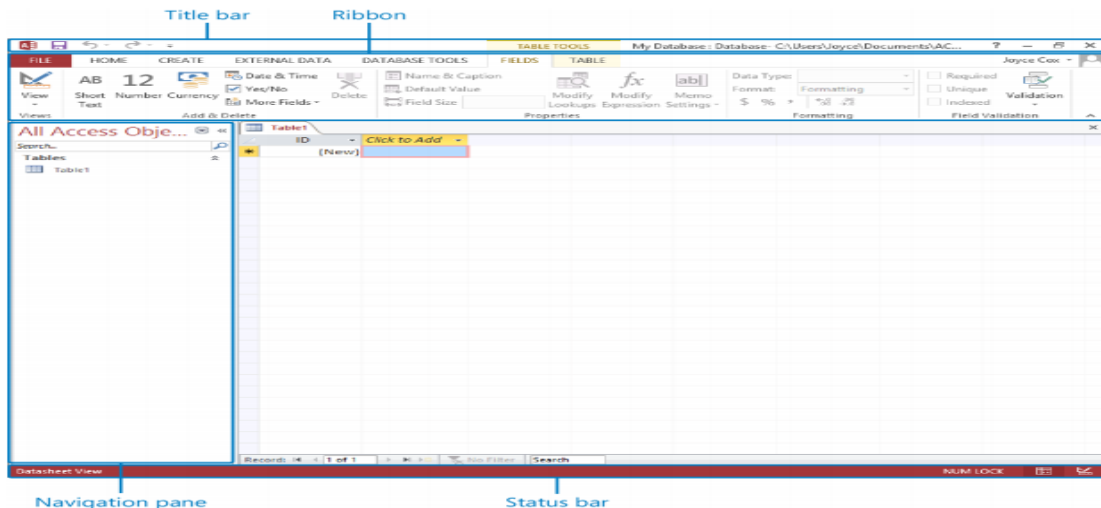 Title bar Ribbon
TABLE TOOLS My Database : Database- C:\Users\Joyce\Documents\AC... ?
FILE HOME CREATE EXTERNAL DATA DATABASE TOOLS FIELDS TABLE Joyce Cox
View
AB Short Text
12 Number
Currency
Date & Time
Yes/No
More Fields
Delete
Name & Caption
Default Value
Field Size
Modify Lookups
fx Modify Expression
ab Memo Settings
Data Type:
Format: Formatting
$ % ,
Required
Unique
Indexed
Validation
Views Add & Delete Properties Formatting Field Validation
All Access Obje...
Search...
Tables
Table1
Table1
ID Click to Add
(New)
Record: 1 of 1 No Filter Search
Datasheet View NUM LOCK
Navigation pane Status bar